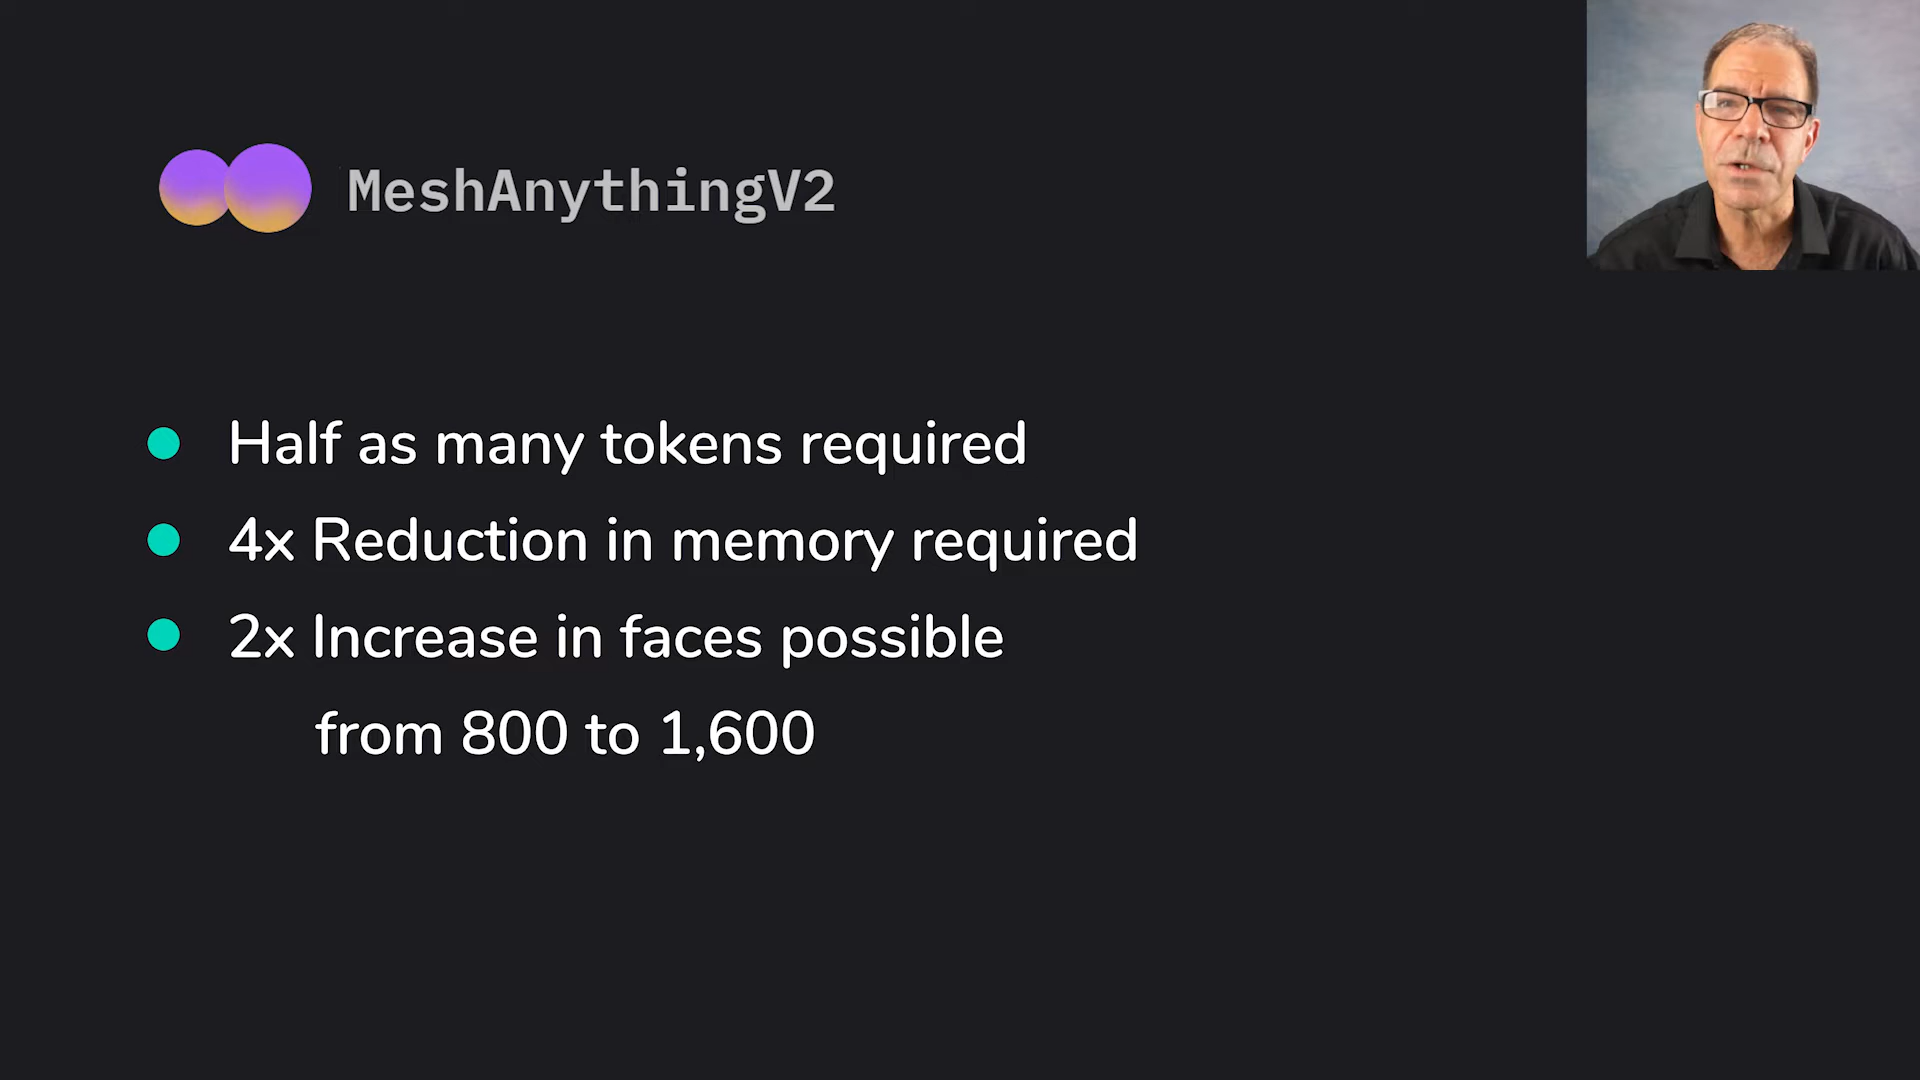 MeshAnythingV2
Half as many tokens required
4x Reduction in memory required
2x Increase in faces possible
from 800 to 1,600